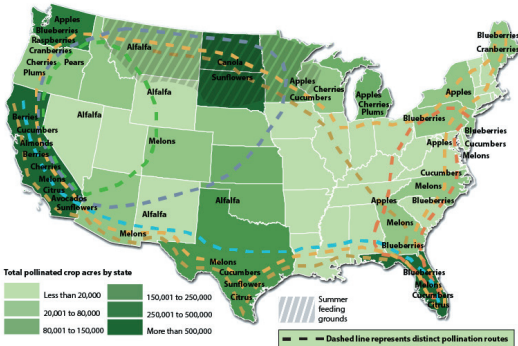 Apples
Blueberries
Raspberries
Cranberries
Cherries
Pears
Plums
Alfalfa
Alfalfa
Canola
Sunflowers
Apples
Cucumbers
Cherries
Blueberries
Apples
Cherries
Plums
Apples
Blueberries
Cranberries
Blueberries
Blueberries
Cucumbers
Melons
Apples
Cucumbers
Melons
Blueberries
Apples
Melons
Blueberries
Blueberries
Melons
Cucumbers
Citrus
Berries
Cucumbers
Almonds
Berries
Cherries
Melons
Citrus
Avocados
Sunflowers
Alfalfa
Melons
Alfalfa
Melons
Alfalfa
Melons
Cucumbers
Sunflowers
Citrus
Total pollinated crop acres by state
Less than 20,000
20,001 to 80,000
80,001 to 150,000
150,001 to 250,000
250,001 to 500,000
More than 500,000
Summer
feeding
grounds
Dashed line represents distinct pollination routes